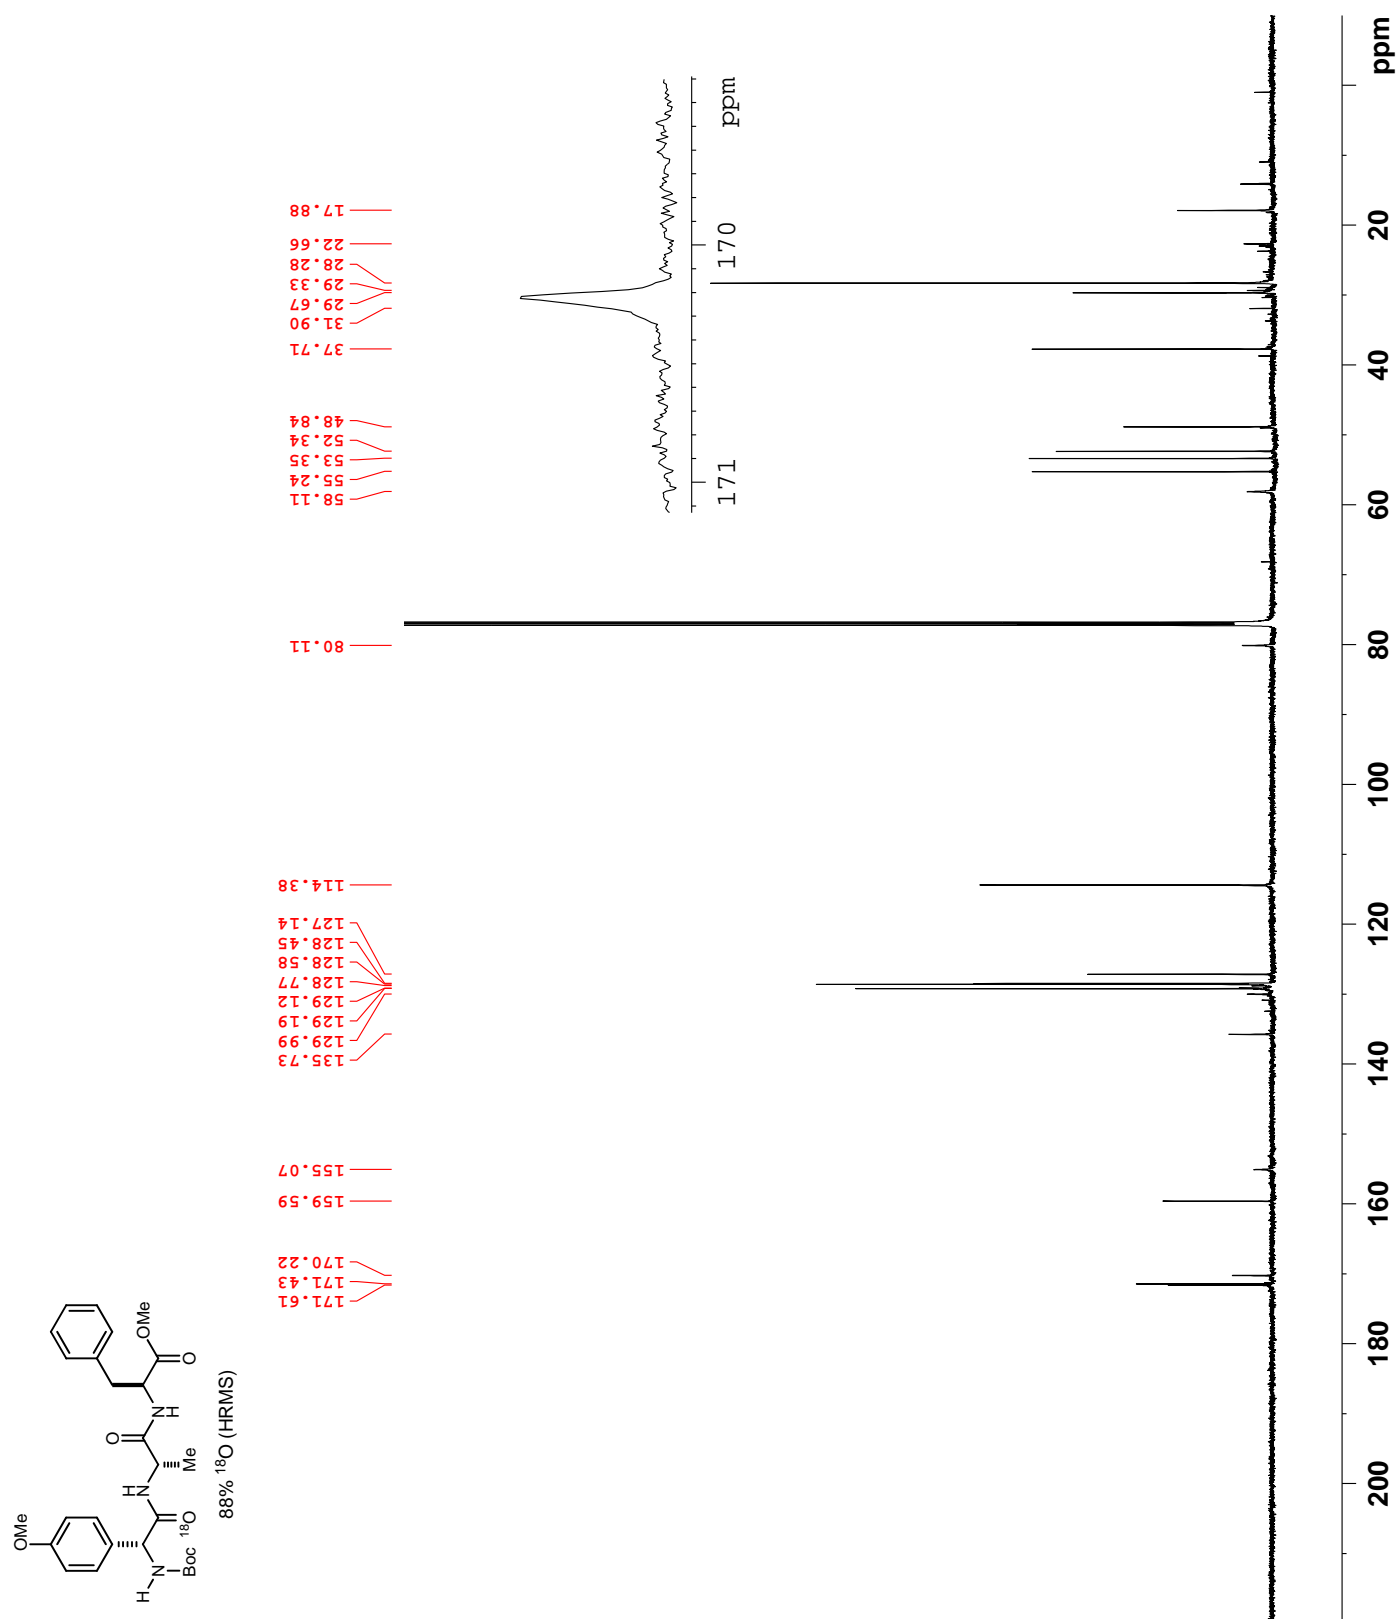 OMe
OMe
O
O
N
H
H
N
Me
18O
Boc
N
H
88% 18O (HRMS)
171.61
171.43
170.22
159.59
155.07
135.73
129.99
129.19
129.12
128.77
128.58
128.45
127.14
114.38
80.11
58.11
55.24
53.35
52.34
48.84
37.71
31.90
29.67
29.33
28.28
22.66
17.88
171 170 ppm
200 180 160 140 120 100 80 60 40 20 ppm